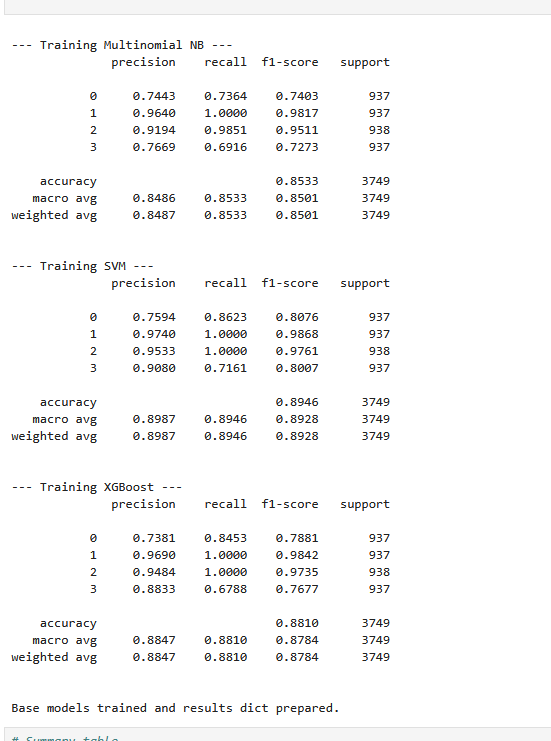 --- Training Multinomial NB ---
              precision    recall  f1-score   support

           0     0.7443    0.7364    0.7403       937
           1     0.9640    1.0000    0.9817       937
           2     0.9194    0.9851    0.9511       938
           3     0.7669    0.6916    0.7273       937

    accuracy                         0.8533      3749
   macro avg     0.8486    0.8533    0.8501      3749
weighted avg     0.8487    0.8533    0.8501      3749

--- Training SVM ---
              precision    recall  f1-score   support

           0     0.7594    0.8623    0.8076       937
           1     0.9740    1.0000    0.9868       937
           2     0.9533    1.0000    0.9761       938
           3     0.9080    0.7161    0.8007       937

    accuracy                         0.8946      3749
   macro avg     0.8987    0.8946    0.8928      3749
weighted avg     0.8987    0.8946    0.8928      3749

--- Training XGBoost ---
              precision    recall  f1-score   support

           0     0.7381    0.8453    0.7881       937
           1     0.9690    1.0000    0.9842       937
           2     0.9484    1.0000    0.9735       938
           3     0.8833    0.6788    0.7677       937

    accuracy                         0.8810      3749
   macro avg     0.8847    0.8810    0.8784      3749
weighted avg     0.8847    0.8810    0.8784      3749

Base models trained and results dict prepared.
# Summary table